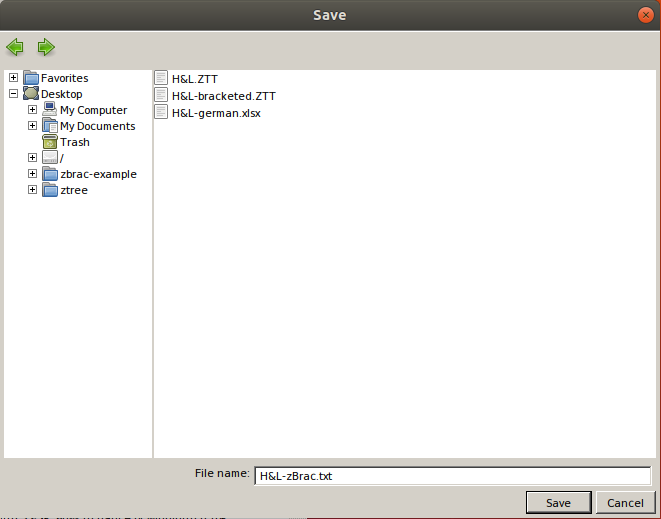 Save
Favorites
Desktop
My Computer
My Documents
Trash
/
zbrac-example
ztree
H&L.ZTT
H&L-bracketed.ZTT
H&L-german.xlsx
File name: H&L-zBrac.txt
Save Cancel